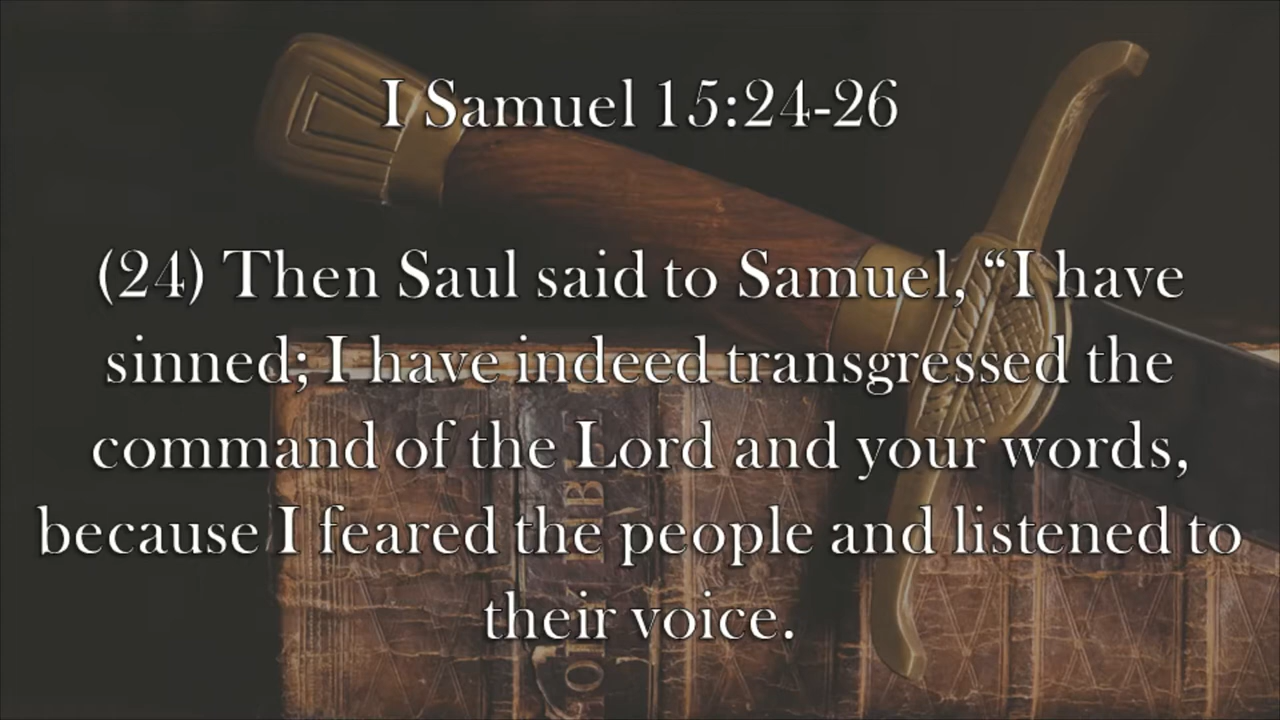 I Samuel 15:24-26
(24) Then Saul said to Samuel, “I have
sinned; I have indeed transgressed the
command of the Lord and your words,
because I feared the people and listened to
their voice.